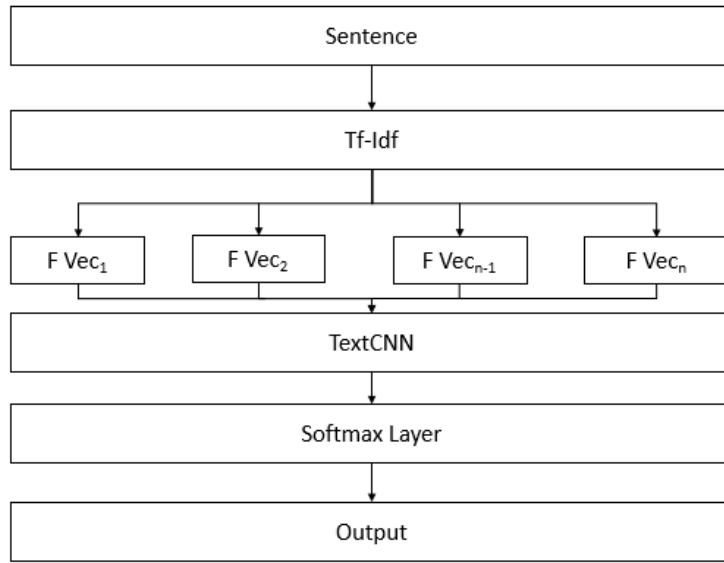 Sentence
Tf-Idf
F Vec₁ F Vec₂ F Vecₙ₋₁ F Vecₙ
TextCNN
Softmax Layer
Output